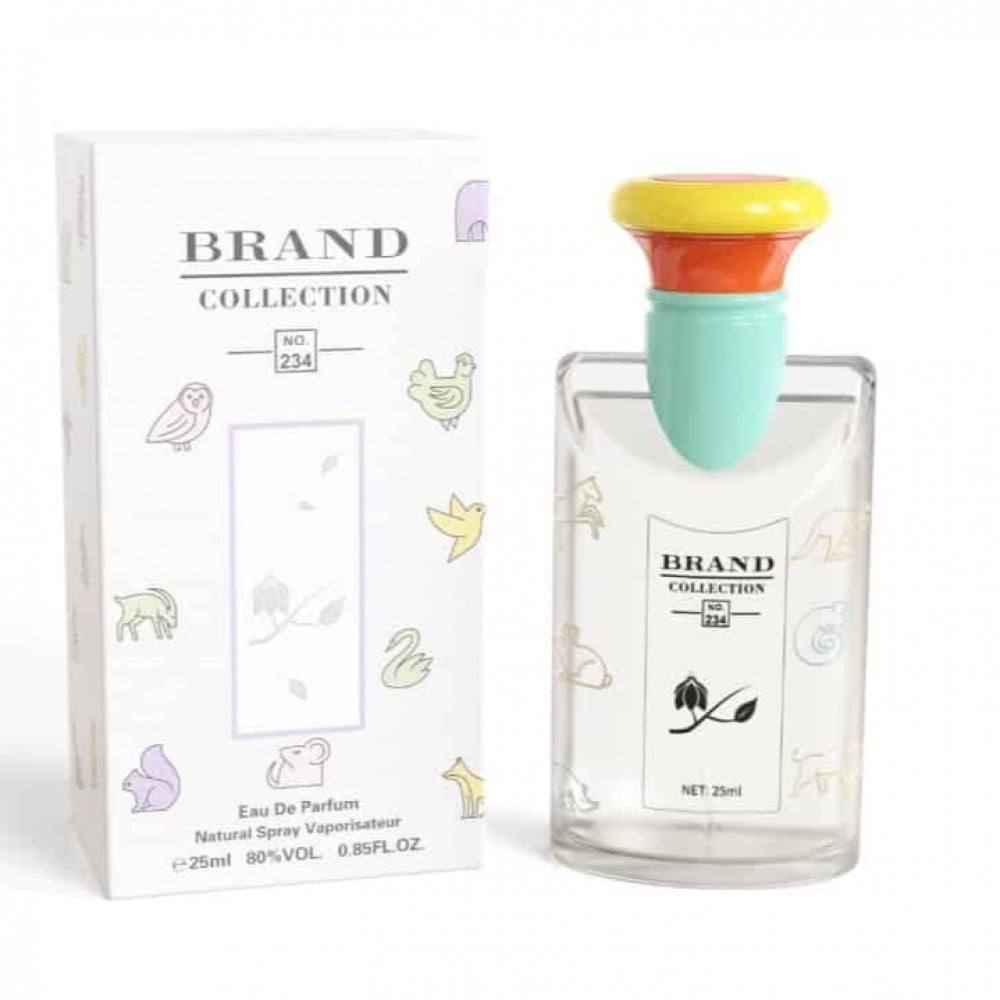 BRAND
COLLECTION
NO.
234
Eau De Parfum
Natural Spray Vaporisateur
℮25ml 80%VOL. 0.85FL.OZ.
BRAND
COLLECTION
NO.
234
NET: 25ml